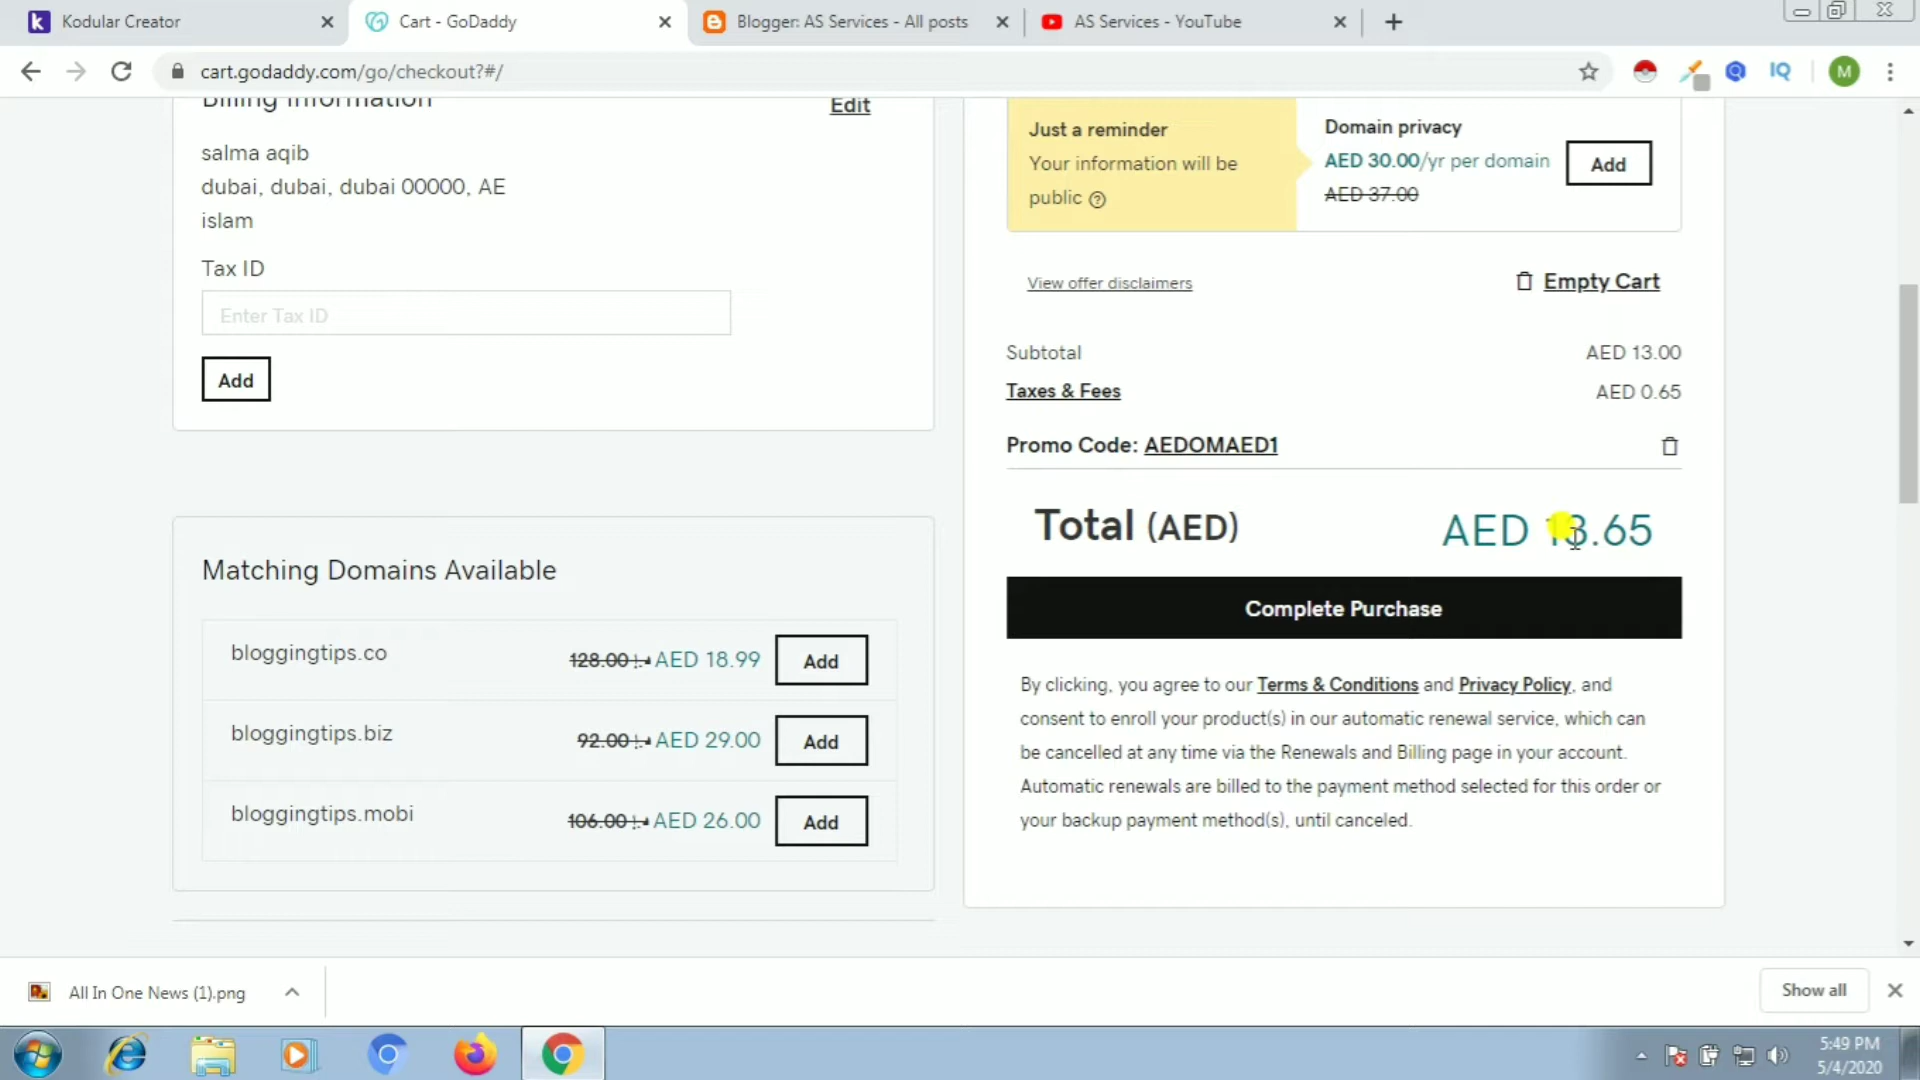 Kodular Creator
Cart - GoDaddy
Blogger: AS Services - All posts
AS Services - YouTube
cart.godaddy.com/go/checkout?#/
IQ
M
Billing Information
Edit
salma aqib
dubai, dubai, dubai 00000, AE
islam
Tax ID
Enter Tax ID
Add
Matching Domains Available
bloggingtips.co
128.00 د.إ. AED 18.99
Add
bloggingtips.biz
92.00 د.إ. AED 29.00
Add
bloggingtips.mobi
106.00 د.إ. AED 26.00
Add
Just a reminder
Your information will be
public ?
Domain privacy
AED 30.00/yr per domain
AED 37.00
Add
View offer disclaimers
Empty Cart
Subtotal
AED 13.00
Taxes & Fees
AED 0.65
Promo Code: AEDOMAED1
Total (AED)
AED 13.65
Complete Purchase
By clicking, you agree to our Terms & Conditions and Privacy Policy, and
consent to enroll your product(s) in our automatic renewal service, which can
be cancelled at any time via the Renewals and Billing page in your account.
Automatic renewals are billed to the payment method selected for this order or
your backup payment method(s), until canceled.
All In One News (1).png
Show all
5:49 PM
5/4/2020